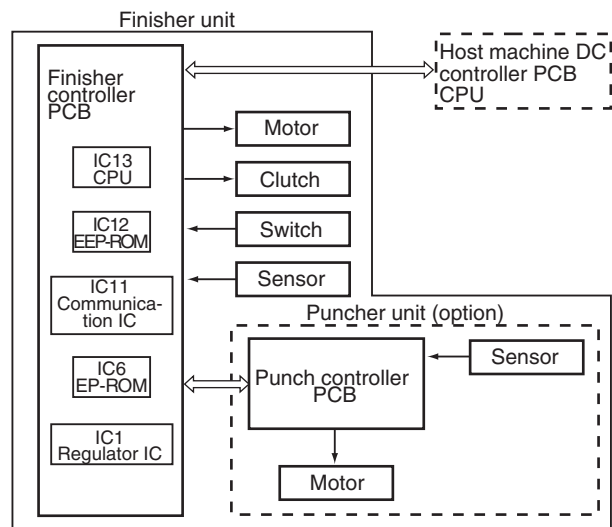 Finisher unit
Finisher
controller
PCB
Host machine DC
controller PCB
CPU
Motor
IC13
CPU
Clutch
IC12
EEP-ROM
Switch
IC11
Communica-
tion IC
Sensor
Puncher unit (option)
IC6
EP-ROM
Punch controller
PCB
Sensor
IC1
Regulator IC
Motor